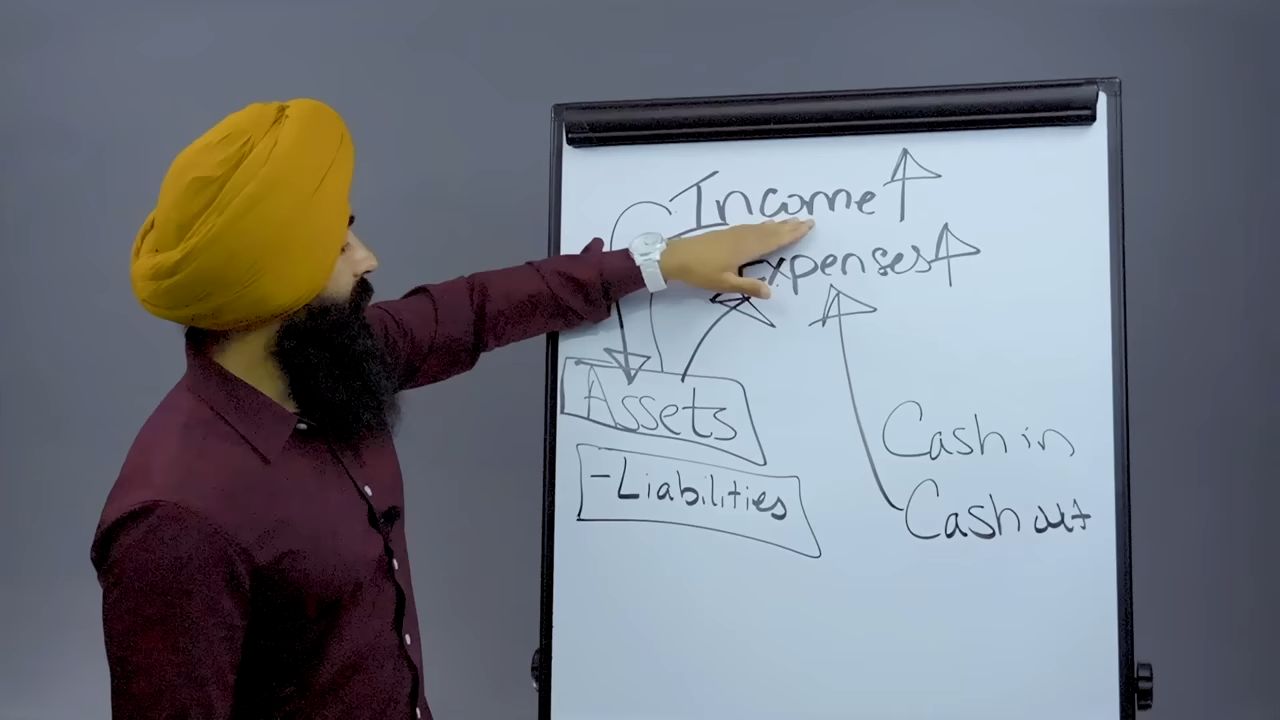 Income
Expenses
Assets
-Liabilities
Cash in
Cash out